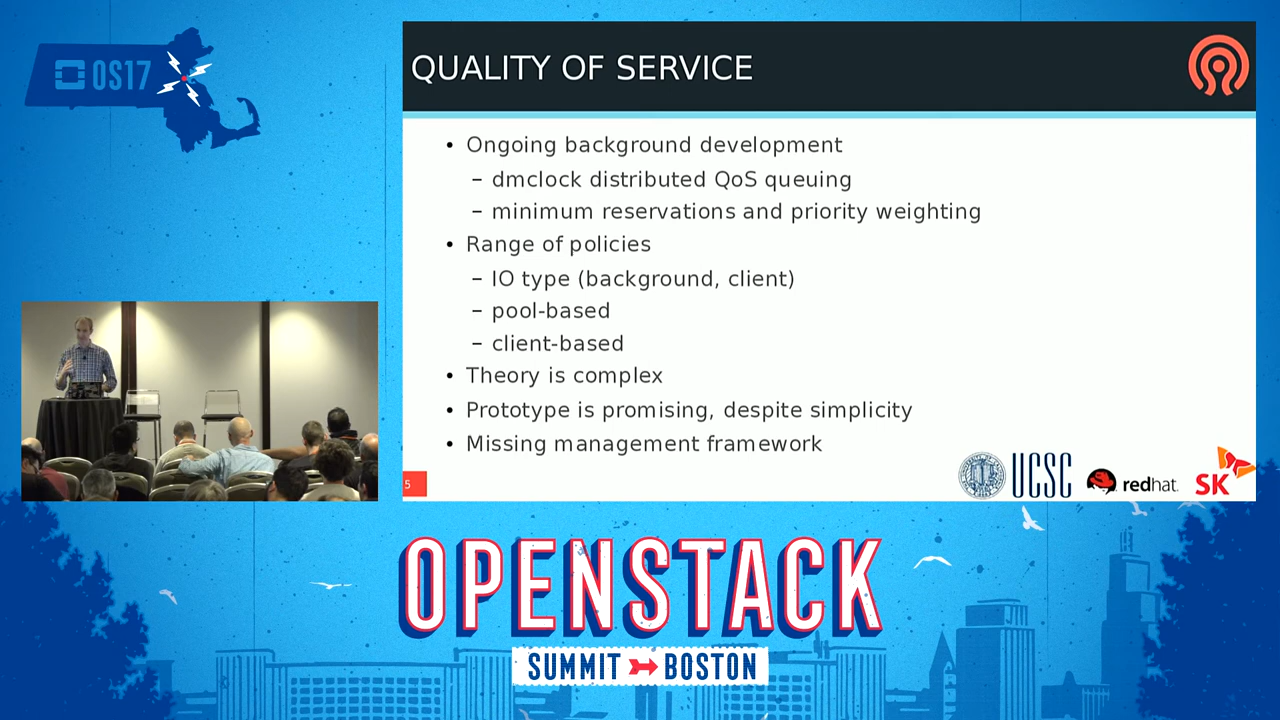 OS17
QUALITY OF SERVICE
• Ongoing background development
– dmclock distributed QoS queuing
– minimum reservations and priority weighting
• Range of policies
– IO type (background, client)
– pool-based
– client-based
• Theory is complex
• Prototype is promising, despite simplicity
• Missing management framework
5
UCSC
redhat.
SK
OPENSTACK
SUMMIT BOSTON